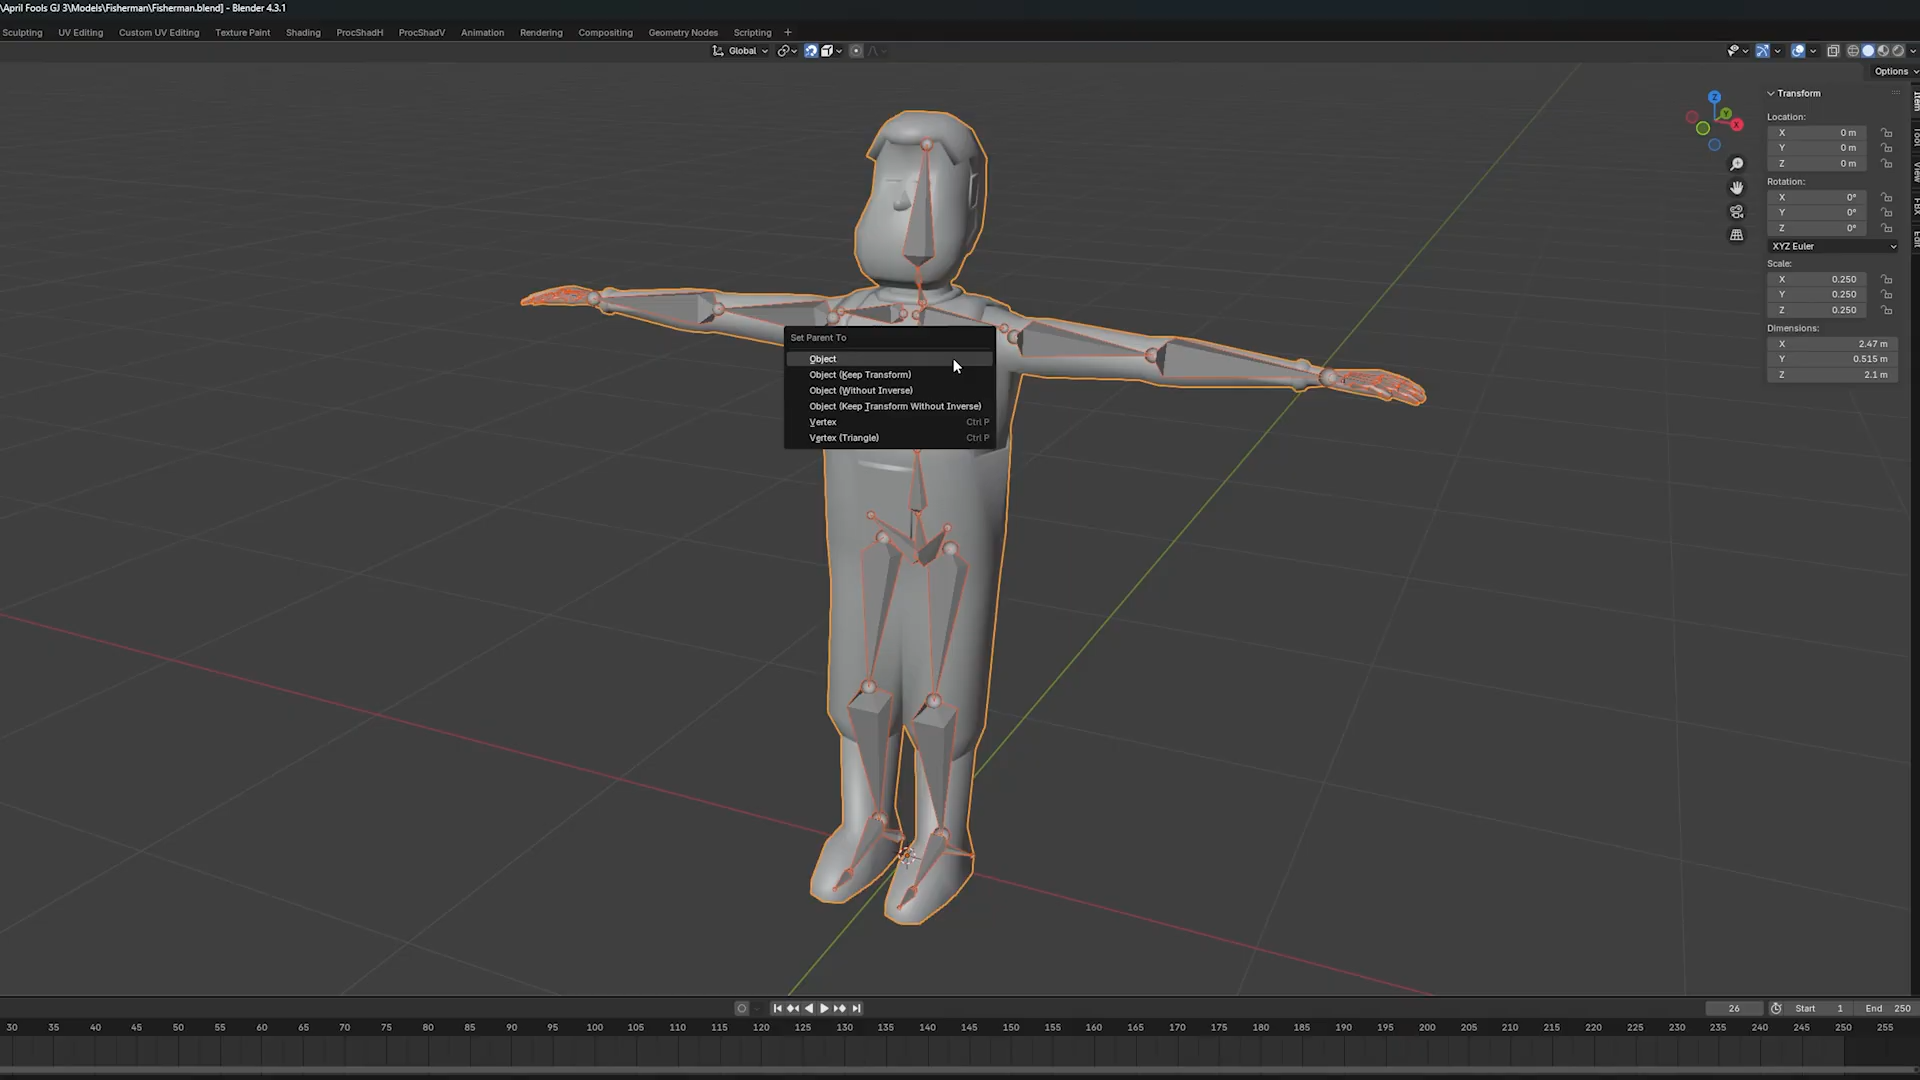 \April Fools GJ 3\Models\Fisherman\Fisherman.blend] - Blender 4.3.1
Sculpting UV Editing Custom UV Editing Texture Paint Shading ProcShadH ProcShadV Animation Rendering Compositing Geometry Nodes Scripting +
Global
Options
Transform
Location:
X 0 m
Y 0 m
Z 0 m
Rotation:
X 0°
Y 0°
Z 0°
XYZ Euler
Scale:
X 0.250
Y 0.250
Z 0.250
Dimensions:
X 2.47 m
Y 0.515 m
Z 2.1 m
Item
Tool
View
FBX
Edit
Z
Y
X
Set Parent To
Object
Object (Keep Transform)
Object (Without Inverse)
Object (Keep Transform Without Inverse)
Vertex Ctrl P
Vertex (Triangle) Ctrl P
26 Start 1 End 250
30 35 40 45 50 55 60 65 70 75 80 85 90 95 100 105 110 115 120 125 130 135 140 145 150 155 160 165 170 175 180 185 190 195 200 205 210 215 220 225 230 235 240 245 250 255